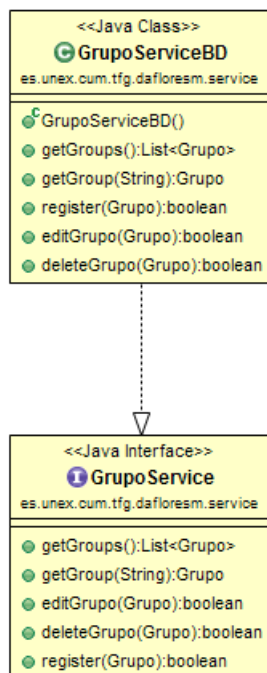 <<Java Class>>
GrupoServiceBD
es.unex.cum.tfg.dafloresm.service
GrupoServiceBD()
getGroups():List<Grupo>
getGroup(String):Grupo
register(Grupo):boolean
editGrupo(Grupo):boolean
deleteGrupo(Grupo):boolean
<<Java Interface>>
GrupoService
es.unex.cum.tfg.dafloresm.service
getGroups():List<Grupo>
getGroup(String):Grupo
editGrupo(Grupo):boolean
deleteGrupo(Grupo):boolean
register(Grupo):boolean